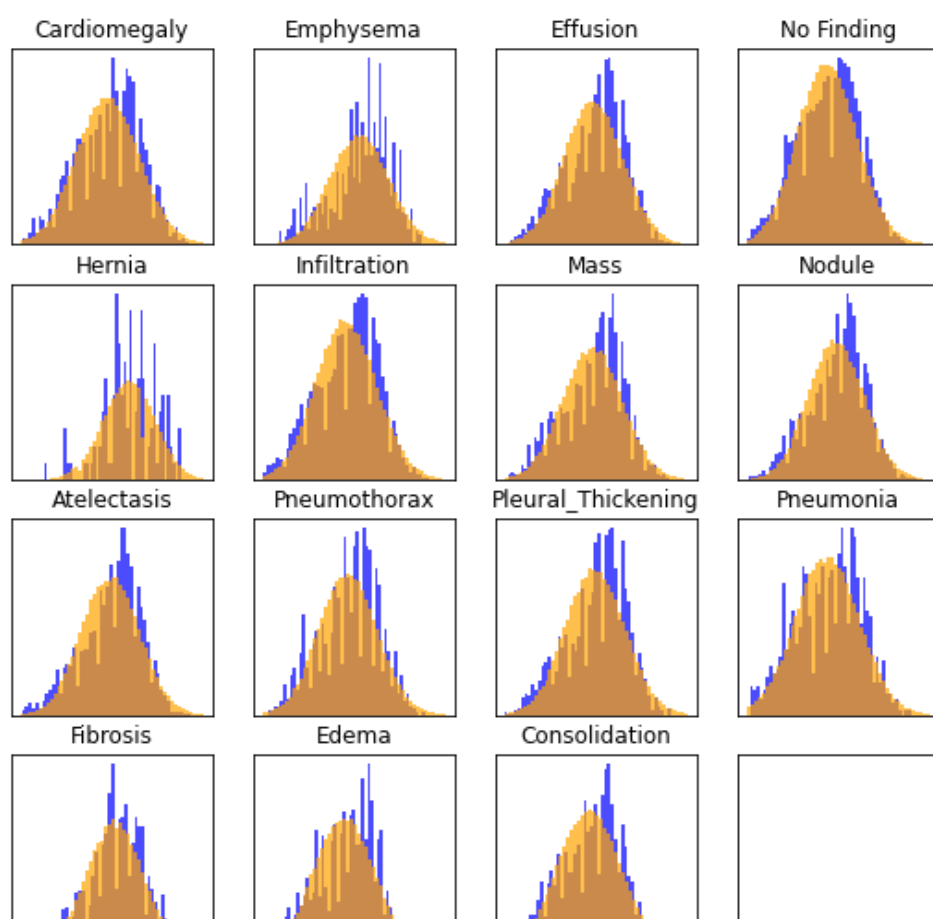 Cardiomegaly Emphysema Effusion No Finding
Hernia Infiltration Mass Nodule
Atelectasis Pneumothorax Pleural_Thickening Pneumonia
Fibrosis Edema Consolidation